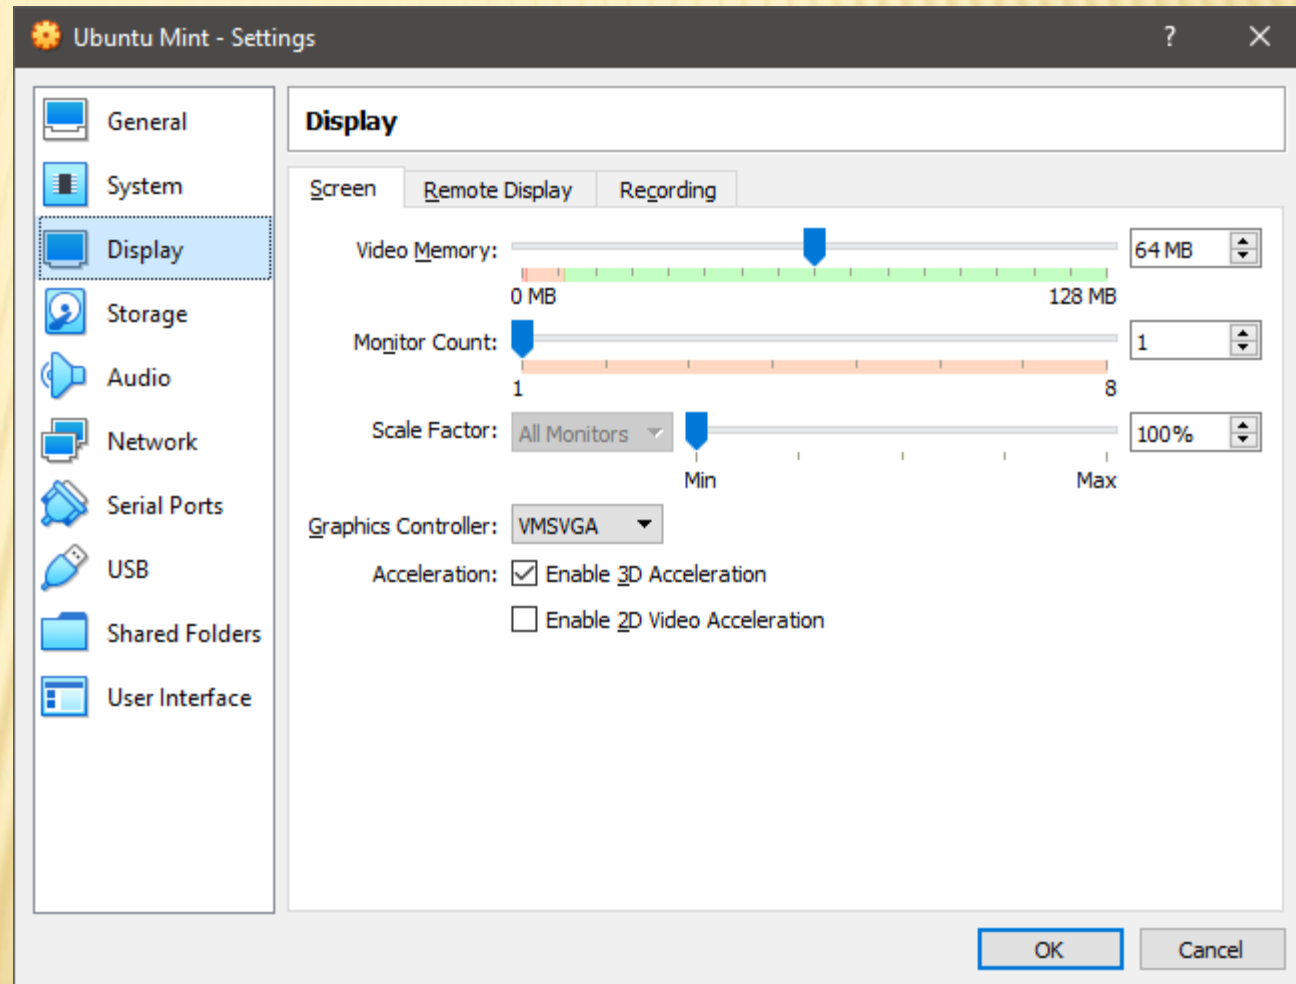 Ubuntu Mint - Settings
?
General
System
Display
Storage
Audio
Network
Serial Ports
USB
Shared Folders
User Interface
Display
Screen
Remote Display
Recording
Video Memory:
64 MB
0 MB
128 MB
Monitor Count:
1
1
8
Scale Factor:
All Monitors
100%
Min
Max
Graphics Controller:
VMSVGA
Acceleration:
Enable 3D Acceleration
Enable 2D Video Acceleration
OK
Cancel